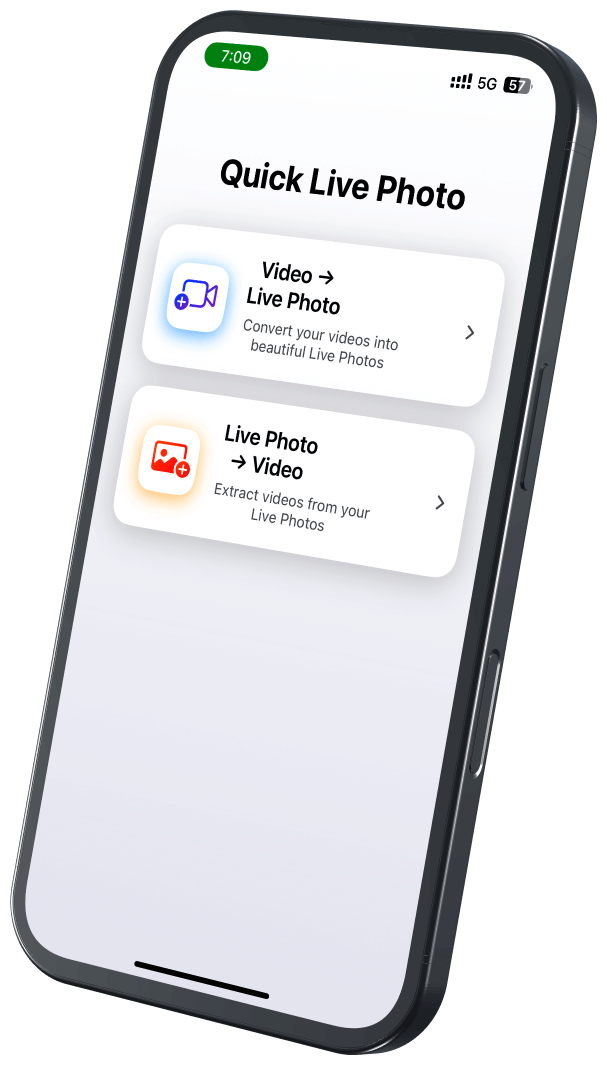 7:09
5G 57
Quick Live Photo
Video →
Live Photo
Convert your videos into
beautiful Live Photos
Live Photo
→ Video
Extract videos from your
Live Photos